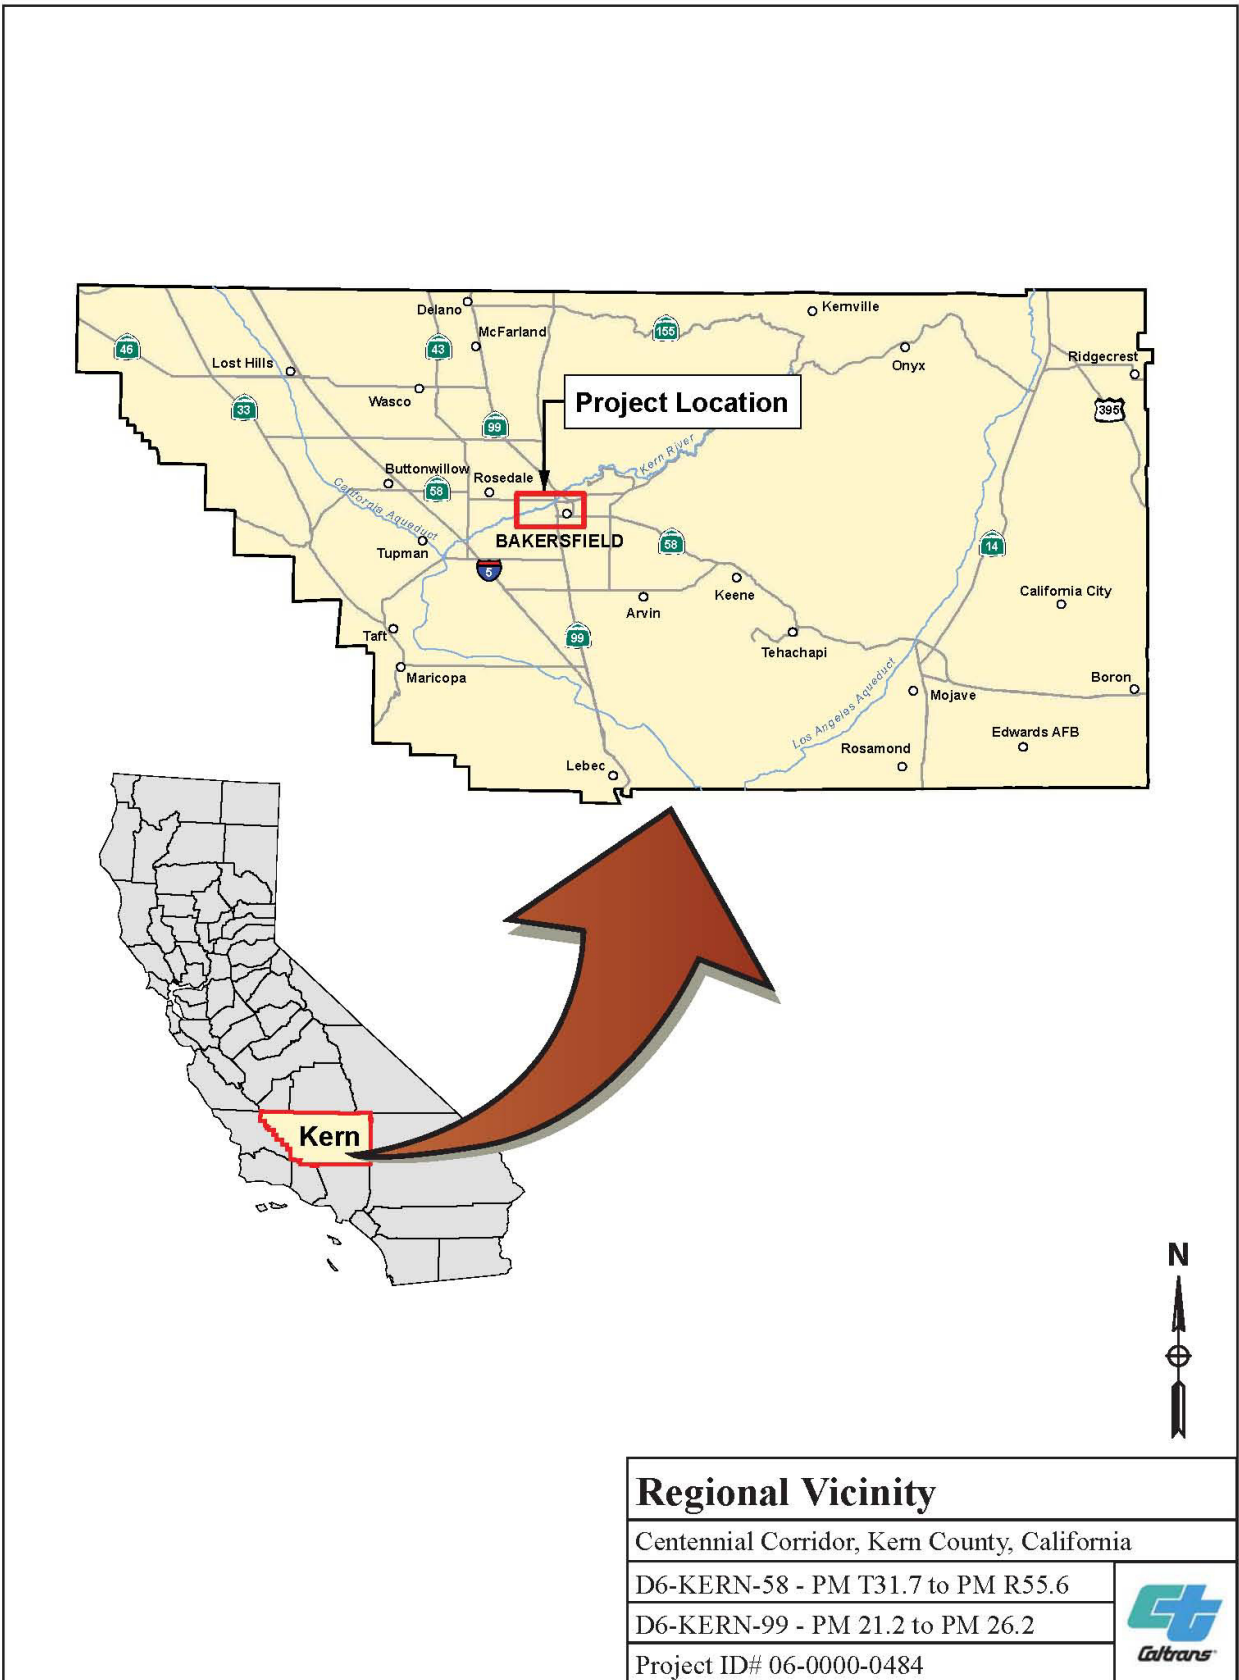 Delano
Kernville
McFarland
155
46
43
Lost Hills
Onyx
Ridgecrest
Wasco
Project Location
33
395
99
Kern River
Buttonwillow
58
Rosedale
California Aqueduct
BAKERSFIELD
Tupman
58
14
5
Keene
California City
Arvin
Taft
99
Tehachapi
Maricopa
Boron
Mojave
Los Angeles Aqueduct
Edwards AFB
Rosamond
Lebec
Kern
N
Regional Vicinity
Centennial Corridor, Kern County, California
D6-KERN-58 - PM T31.7 to PM R55.6
D6-KERN-99 - PM 21.2 to PM 26.2
Project ID# 06-0000-0484
ct
Caltrans